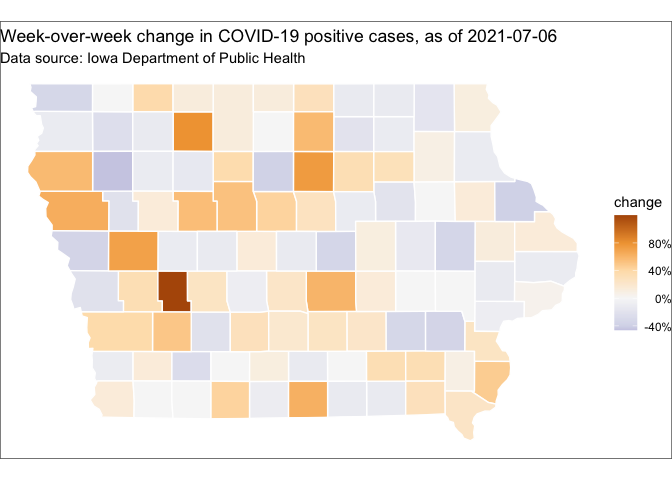 Week-over-week change in COVID-19 positive cases, as of 2021-07-06
Data source: Iowa Department of Public Health
change
80%
40%
0%
-40%